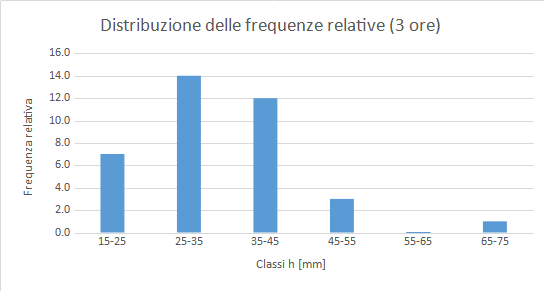 Distribuzione delle frequenze relative (3 ore)
16.0
14.0
12.0
10.0
8.0
6.0
4.0
2.0
0.0
Frequenza relativa
15-25 25-35 35-45 45-55 55-65 65-75
Classi h [mm]